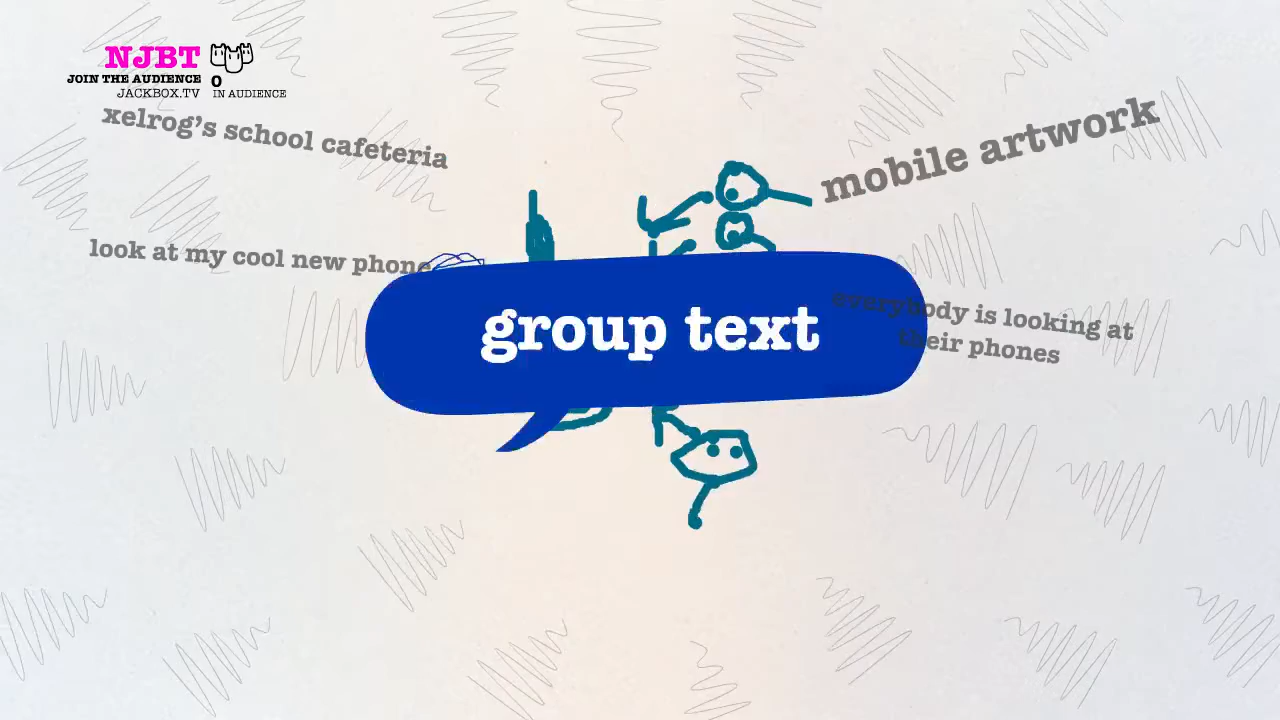 NJBT
JOIN THE AUDIENCE
JACKBOX.TV
0
IN AUDIENCE
xelrog's school cafeteria
mobile artwork
look at my cool new phone
group text
everybody is looking at
their phones